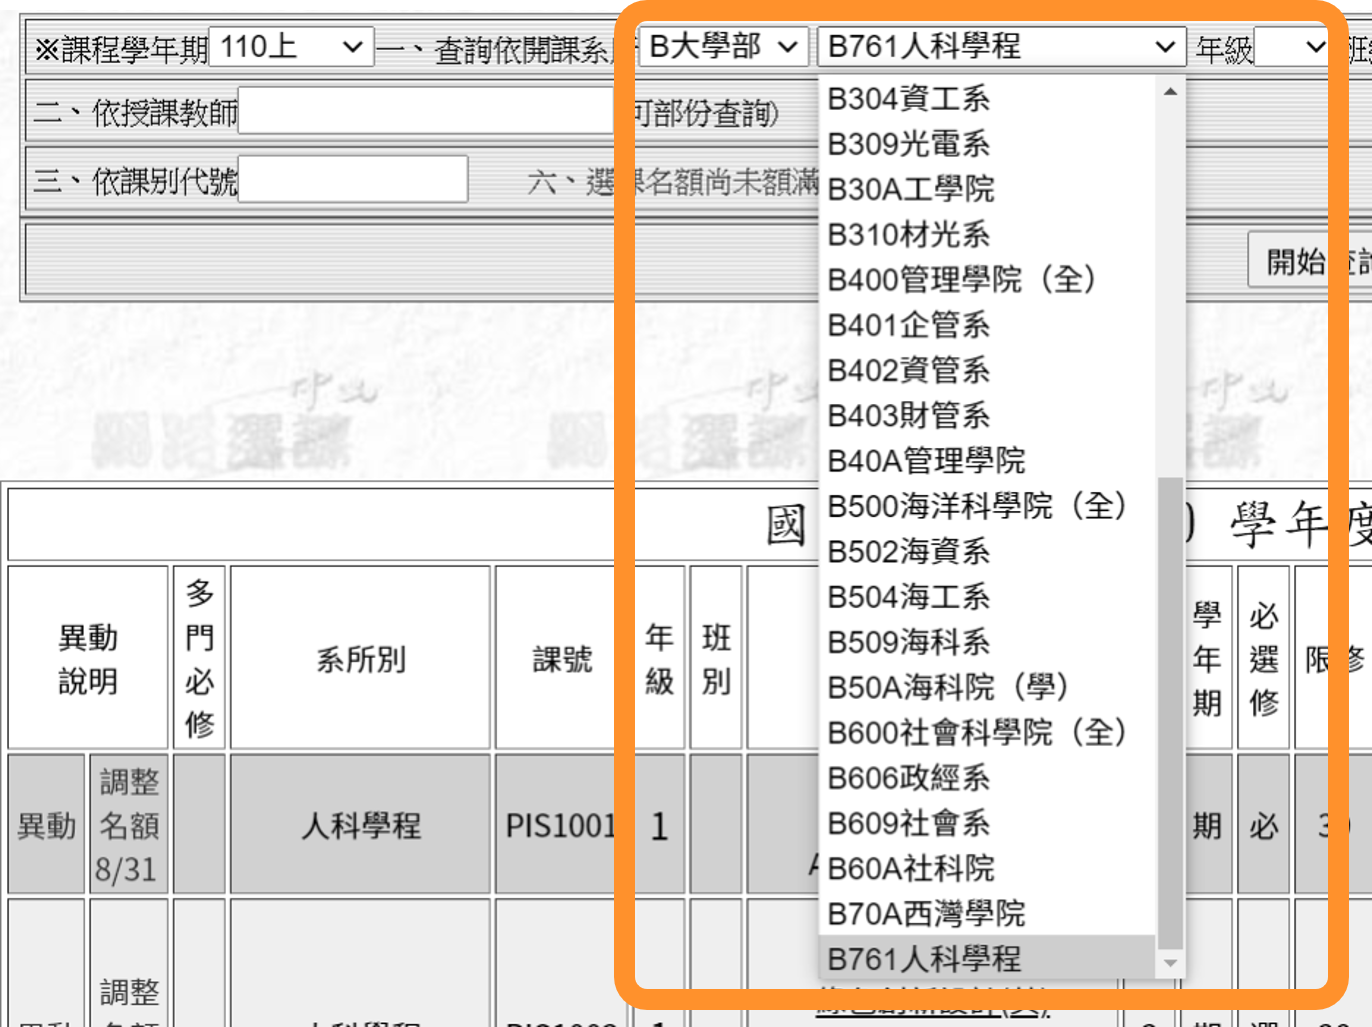 ※課程學年期 110上 一、查詢依開課系 B大學部 B761人科學程 年級
二、依授課教師 可部份查詢)
三、依課別代號 六、選課名額尚未額滿
開始查詢
B304資工系
B309光電系
B30A工學院
B310材光系
B400管理學院（全）
B401企管系
B402資管系
B403財管系
B40A管理學院
B500海洋科學院（全）
B502海資系
B504海工系
B509海科系
B50A海科院（學）
B600社會科學院（全）
B606政經系
B609社會系
B60A社科院
B70A西灣學院
B761人科學程
中山
網路選課
國 學年度
異動說明 多門必修 系所別 課號 年級 班別 學年期 必選修 限修
異動 調整名額8/31 人科學程 PIS1001 1 期 必
調整